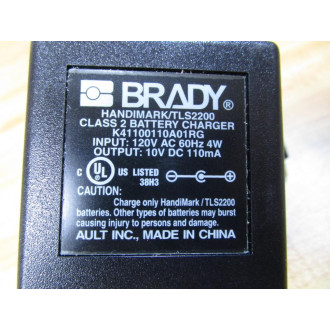 BRADY®
HANDIMARK/TLS2200
CLASS 2 BATTERY CHARGER
K41100110A01RG
INPUT: 120V AC 60Hz 4W
OUTPUT: 10V DC 110mA
C UL US LISTED
38H3
CAUTION:
Charge only HandiMark/TLS2200
batteries. Other types of batteries may burst
causing injury to persons and damage.
AULT INC., MADE IN CHINA